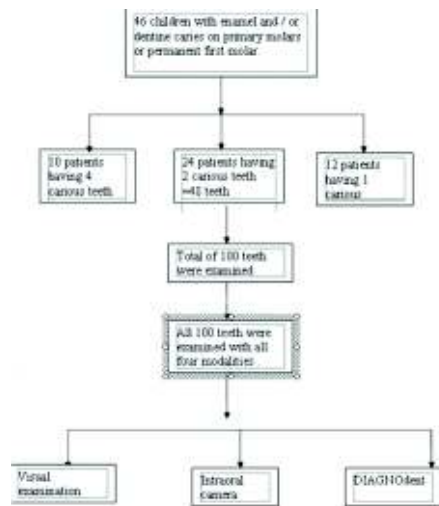 46 children with enamel and / or
dentine caries on primary molars
or permanent first molar
10 patients
having 4
carious teeth
24 patients having
2 carious teeth
=48 teeth
12 patients
having 1
carious
Total of 100 teeth
were examined
All 100 teeth were
examined with all
four modalities
Visual
examination
Intraoral
camera
DIAGNOdent